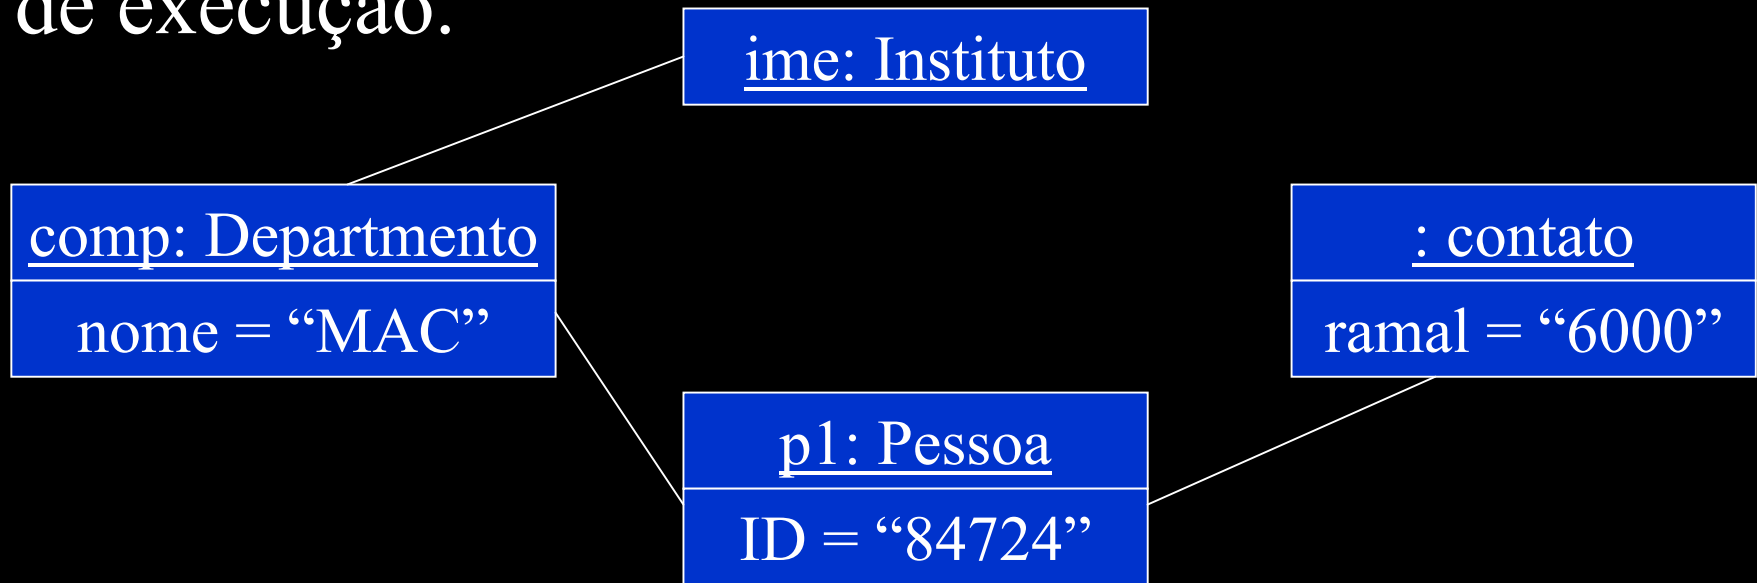 de execução.
ime: Instituto
comp: Departmento
nome = “MAC”
: contato
ramal = “6000”
p1: Pessoa
ID = “84724”